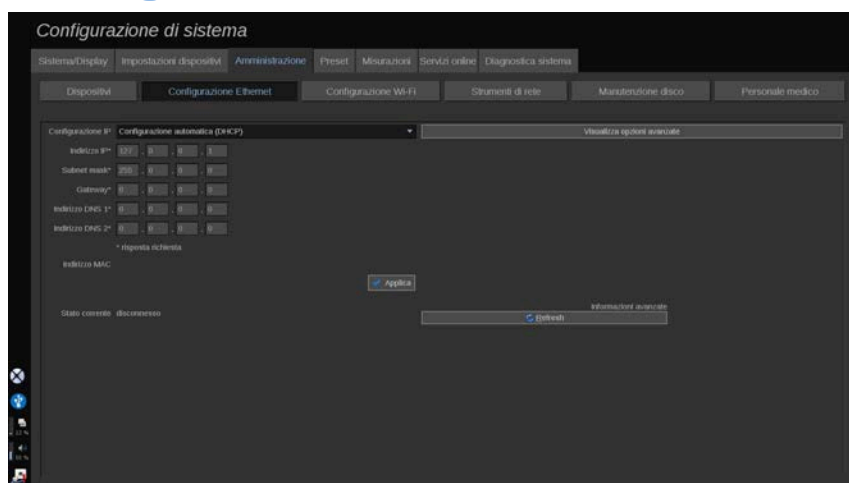 Configurazione di sistema
Sistema/Display Impostazioni dispositivi Amministrazione Preset Misurazioni Servizi online Diagnostica sistema
Dispositivi Configurazione Ethernet Configurazione Wi-Fi Strumenti di rete Manutenzione disco Personale medico
Configurazione IP Configurazione automatica (DHCP) Visualizza opzioni avanzate
Indirizzo IP* 127 . 0 . 0 . 1
Subnet mask* 255 . 0 . 0 . 0
Gateway* 0 . 0 . 0 . 0
Indirizzo DNS 1* 0 . 0 . 0 . 0
Indirizzo DNS 2* 0 . 0 . 0 . 0
* risposta richiesta
Indirizzo MAC
Applica
Informazioni avanzate
Stato corrente disconnesso Refresh